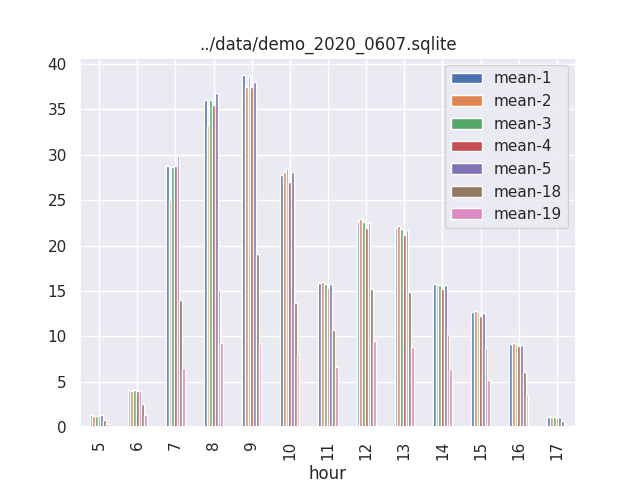 ../data/demo_2020_0607.sqlite
40
35
30
25
20
15
10
5
0
mean-1
mean-2
mean-3
mean-4
mean-5
mean-18
mean-19
5 6 7 8 9 10 11 12 13 14 15 16 17
hour